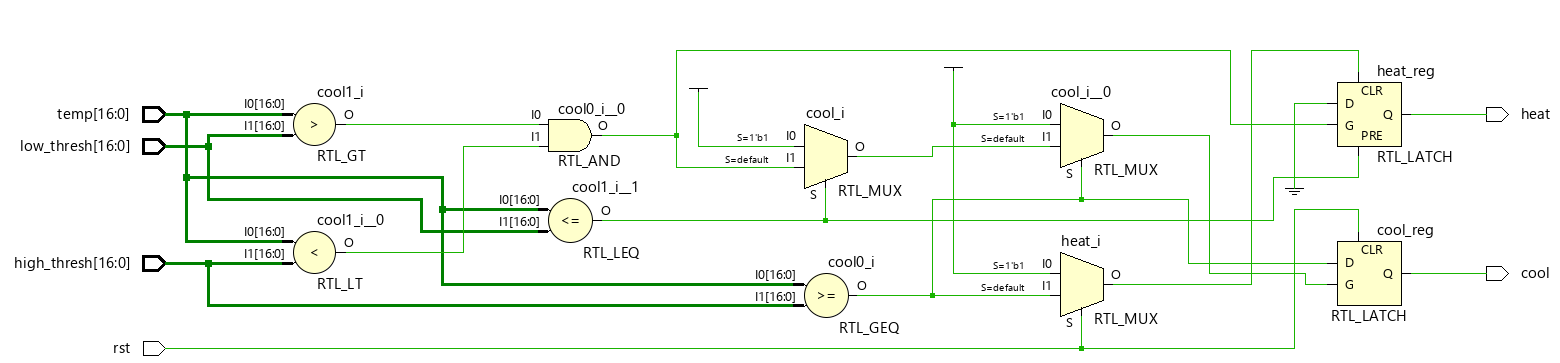 temp[16:0]
low_thresh[16:0]
high_thresh[16:0]
rst
cool1_i
I0[16:0]
I1[16:0]
O
>
RTL_GT
cool1_i__0
I0[16:0]
I1[16:0]
O
<
RTL_LT
cool0_i__0
I0
I1
O
RTL_AND
cool1_i__1
I0[16:0]
I1[16:0]
O
<=
RTL_LEQ
cool_i
S=1'b1
I0
S=default
I1
O
S
RTL_MUX
cool0_i
I0[16:0]
I1[16:0]
O
>=
RTL_GEQ
cool_i__0
S=1'b1
I0
S=default
I1
O
S
RTL_MUX
heat_i
S=1'b1
I0
S=default
I1
O
S
RTL_MUX
heat_reg
CLR
D
Q
G
PRE
RTL_LATCH
heat
cool_reg
CLR
D
Q
G
RTL_LATCH
cool